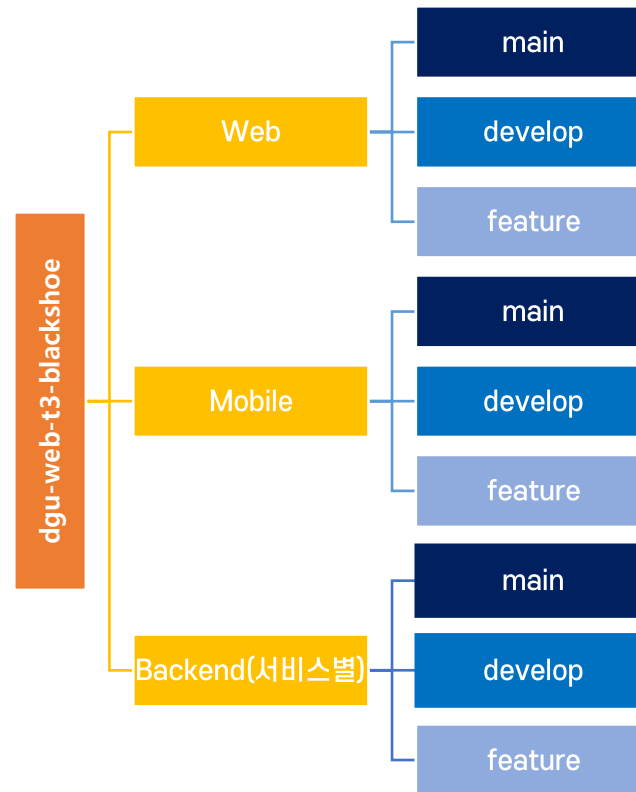 dgu-web-t3-blackshoe
Web
main
develop
feature
Mobile
main
develop
feature
Backend(서비스별)
main
develop
feature